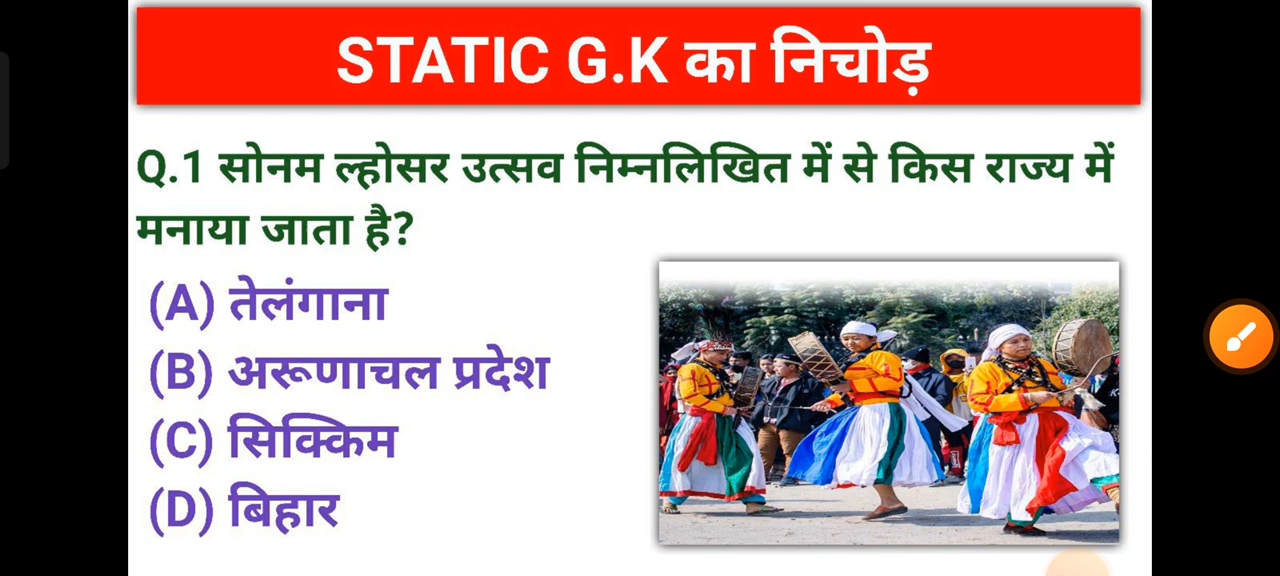 STATIC G.K का निचोड़
Q.1 सोनम ल्होसर उत्सव निम्नलिखित में से किस राज्य में
मनाया जाता है?
(A) तेलंगाना
(B) अरूणाचल प्रदेश
(C) सिक्किम
(D) बिहार